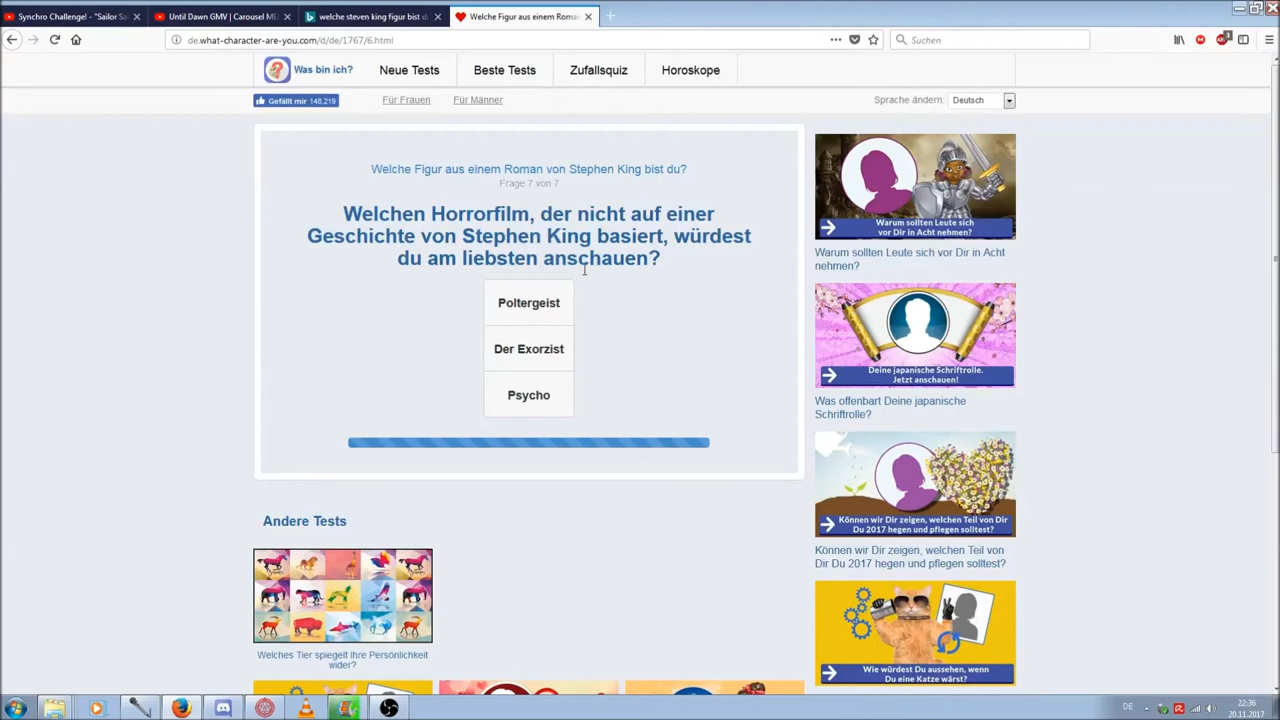 Synchro Challenge! - "Sailor Sa
Until Dawn GMV | Carousel ME
welche steven king figur bist d
Welche Figur aus einem Roman
de.what-character-are-you.com/d/de/1767/6.html
Suchen
Was bin ich?
Neue Tests
Beste Tests
Zufallsquiz
Horoskope
Gefällt mir 148.219
Für Frauen
Für Männer
Sprache ändern:
Deutsch
Welche Figur aus einem Roman von Stephen King bist du?
Frage 7 von 7
Welchen Horrorfilm, der nicht auf einer
Geschichte von Stephen King basiert, würdest
du am liebsten anschauen?
Poltergeist
Der Exorzist
Psycho
Warum sollten Leute sich
vor Dir in Acht nehmen?
Warum sollten Leute sich vor Dir in Acht
nehmen?
Deine japanische Schriftrolle.
Jetzt anschauen!
Was offenbart Deine japanische
Schriftrolle?
Können wir Dir zeigen, welchen Teil von Dir
Du 2017 hegen und pflegen solltest?
Können wir Dir zeigen, welchen Teil von
Dir Du 2017 hegen und pflegen solltest?
Wie würdest Du aussehen, wenn
Du eine Katze wärst?
Andere Tests
Welches Tier spiegelt Ihre Persönlichkeit
wider?
DE
22:36
20.11.2017